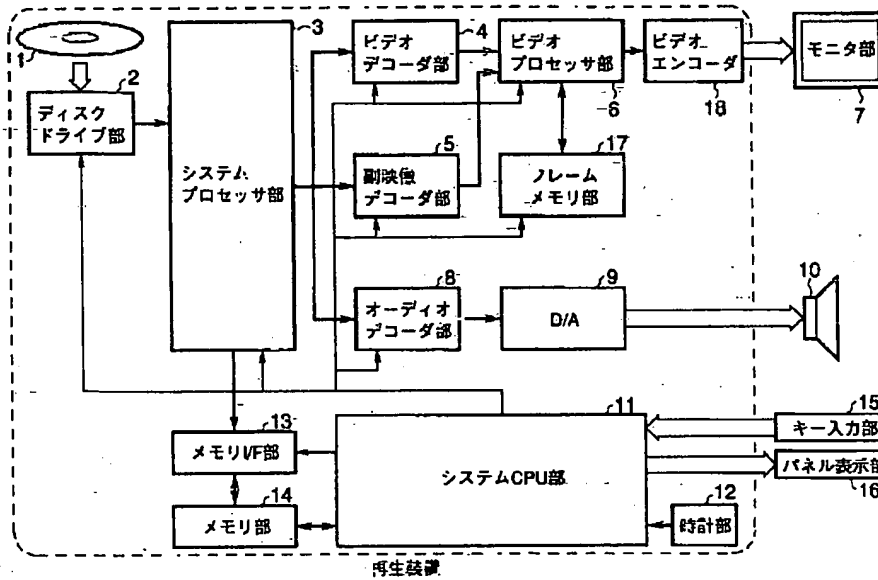 1
2
ディスク
ドライブ部
3
システム
プロセッサ部
4
ビデオ
デコーダ部
5
副映像
デコーダ部
ビデオ
プロセッサ部
6
ビデオ
エンコーダ
18
モニタ部
7
17
フレーム
メモリ部
8
オーディオ
デコーダ部
9
D/A
10
11
システムCPU部
13
メモリI/F部
14
メモリ部
12
時計部
15
キー入力部
パネル表示部
16
再生装置